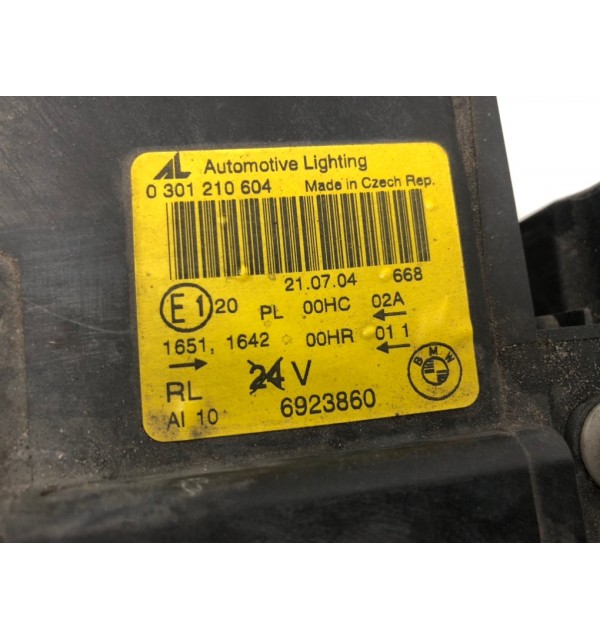 AL Automotive Lighting
0 301 210 604 Made in Czech Rep.
21.07.04 668
E1 20 PL 00HC 02A
1651, 1642 00HR 01 1
RL 24 V
AI 10 6923860
BMW